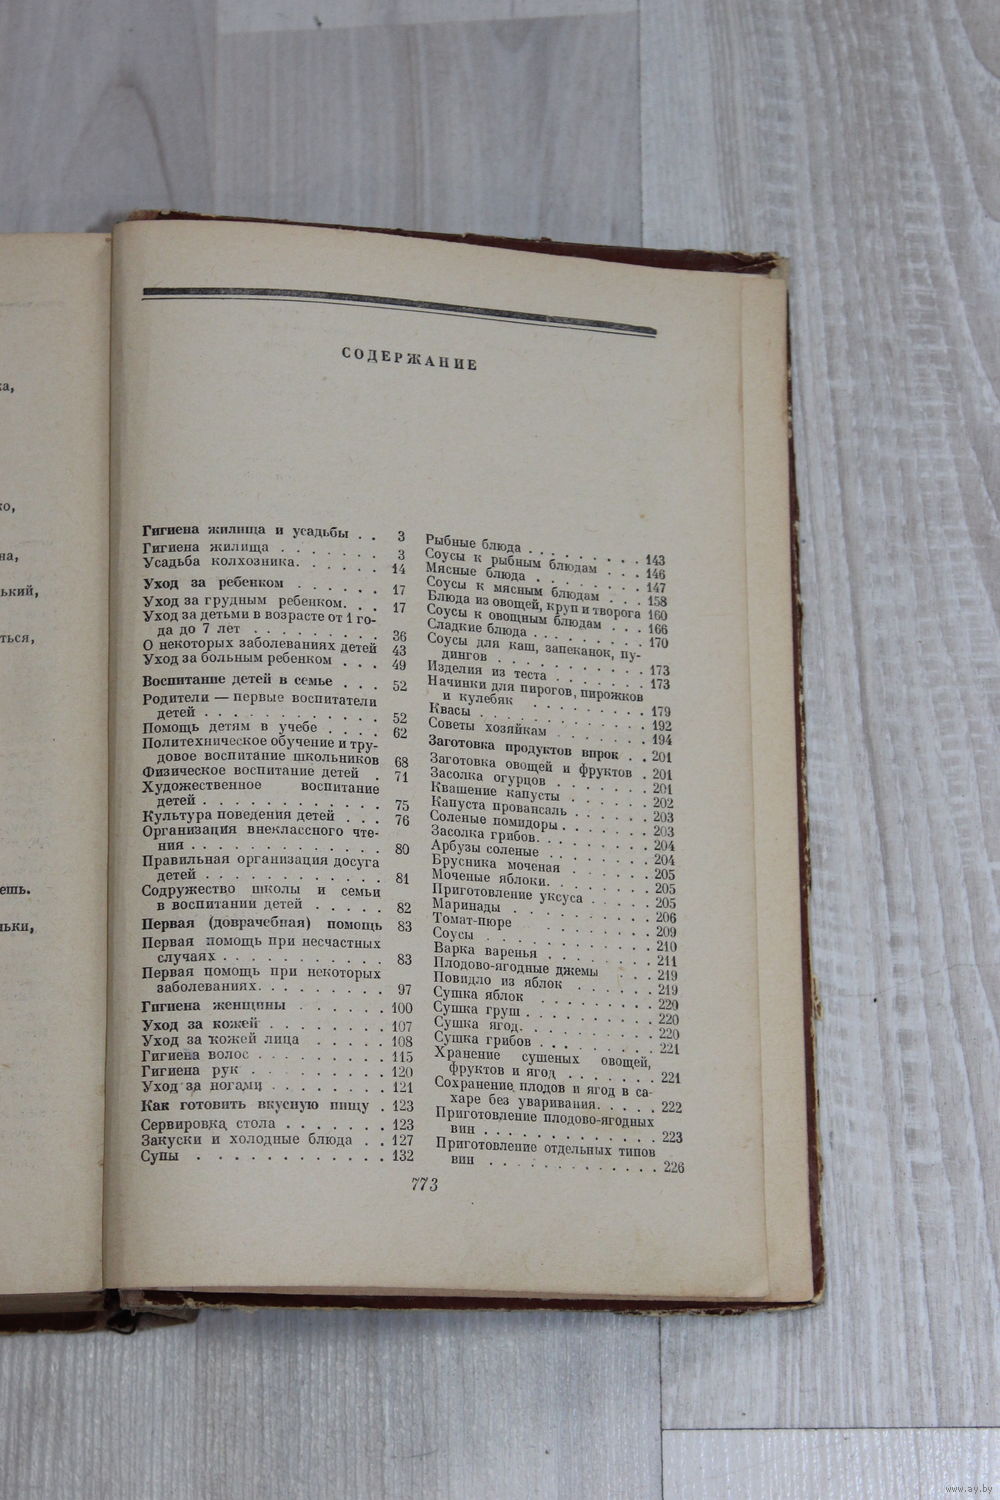 ка,
ко,
на,
ький,
ться,
ешь.
ньки,
СОДЕРЖАНИЕ
Гигиена жилища и усадьбы . . 3
Гигиена жилища . . . . . . . 3
Усадьба колхозника. . . . . . 14
Уход за ребенком . . . . . 17
Уход за грудным ребенком. . . 17
Уход за детьми в возрасте от 1 го-
да до 7 лет . . . . . . . . . 36
О некоторых заболеваниях детей 43
Уход за больным ребенком . . . 49
Воспитание детей в семье . . . 52
Родители — первые воспитатели
детей . . . . . . . . . . . . 52
Помощь детям в учебе . . . . 62
Политехническое обучение и тру-
довое воспитание школьников 68
Физическое воспитание детей . 71
Художественное воспитание
детей . . . . . . . . . . . . 75
Культура поведения детей . . . 76
Организация внеклассного чте-
ния . . . . . . . . . . . . . 80
Правильная организация досуга
детей . . . . . . . . . . . . 81
Содружество школы и семьи
в воспитании детей . . . . . 82
Первая (доврачебная) помощь 83
Первая помощь при несчастных
случаях . . . . . . . . . . . 83
Первая помощь при некоторых
заболеваниях. . . . . . . . . 97
Гигиена женщины . . . . . . 100
Уход за кожей . . . . . . . . 107
Уход за кожей лица . . . . . 108
Гигиена волос . . . . . . . . . 115
Гигиена рук . . . . . . . . . 120
Уход за ногами . . . . . . . . 121
Как готовить вкусную пищу . 123
Сервировка стола . . . . . . . 123
Закуски и холодные блюда . . 127
Супы . . . . . . . . . . . . 132
Рыбные блюда . . . . . . . . . 143
Соусы к рыбным блюдам . . . 146
Мясные блюда . . . . . . . . 147
Соусы к мясным блюдам . . . 158
Блюда из овощей, круп и творога 160
Соусы к овощным блюдам . . . 166
Сладкие блюда . . . . . . . . . 170
Соусы для каш, запеканок, пу-
дингов . . . . . . . . . . . 173
Изделия из теста . . . . . . . 173
Начинки для пирогов, пирожков
и кулебяк . . . . . . . . . 179
Квасы . . . . . . . . . . . . 192
Советы хозяйкам . . . . . . . 194
Заготовка продуктов впрок . . 201
Заготовка овощей и фруктов . 201
Засолка огурцов . . . . . . . 201
Квашение капусты . . . . . . 202
Капуста провансаль . . . . . . 203
Соленые помидоры . . . . . . . 203
Засолка грибов. . . . . . . . . 204
Арбузы соленые . . . . . . . . 204
Брусника моченая . . . . . . 205
Моченые яблоки. . . . . . . . 205
Приготовление уксуса . . . . . 205
Маринады . . . . . . . . . . 206
Томат-пюре . . . . . . . . . 209
Соусы . . . . . . . . . . . . 210
Варка варенья . . . . . . . . 211
Плодово-ягодные джемы . . . 219
Повидло из яблок . . . . . . 219
Сушка яблок . . . . . . . . 220
Сушка груш . . . . . . . . . . 220
Сушка ягод. . . . . . . . . . 220
Сушка грибов . . . . . . . . . 221
Хранение сушеных овощей,
фруктов и ягод . . . . . . . 221
Сохранение плодов и ягод в са-
харе без уваривания. . . . . 222
Приготовление плодово-ягодных
вин . . . . . . . . . . . . . 223
Приготовление отдельных типов
вин . . . . . . . . . . . . . 226
773
www.ay.by